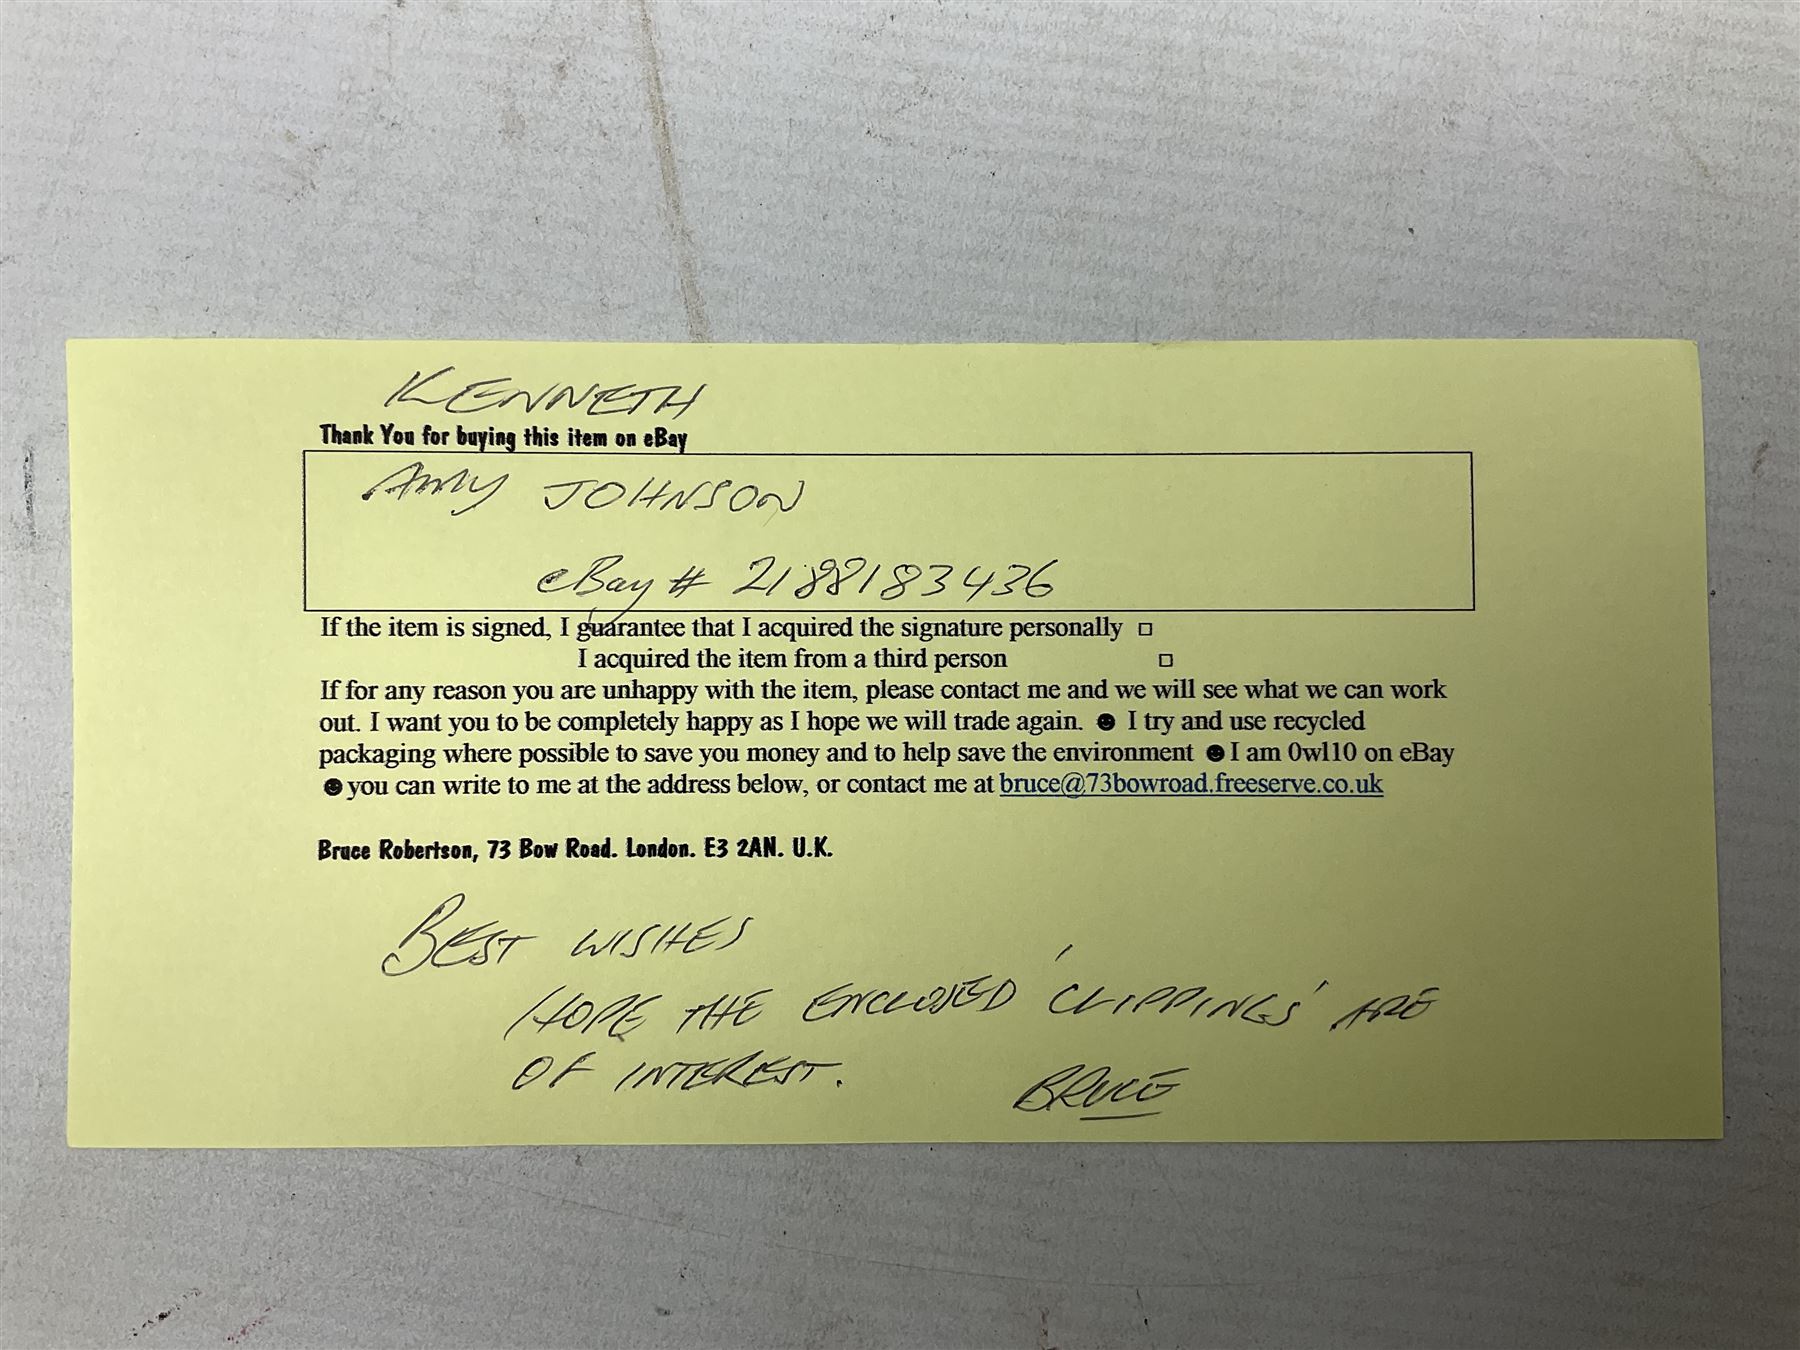 KENNETH
Thank You for buying this item on eBay
AMY JOHNSON
eBay # 2188183436
If the item is signed, I guarantee that I acquired the signature personally □
I acquired the item from a third person □
If for any reason you are unhappy with the item, please contact me and we will see what we can work
out. I want you to be completely happy as I hope we will trade again. ☻ I try and use recycled
packaging where possible to save you money and to help save the environment ☻ I am 0wl10 on eBay
☻ you can write to me at the address below, or contact me at bruce@73bowroad.freeserve.co.uk
Bruce Robertson, 73 Bow Road. London. E3 2AN. U.K.
BEST WISHES
HOPE THE ENCLOSED 'CLIPPINGS' ARE
OF INTEREST.
BRUCE